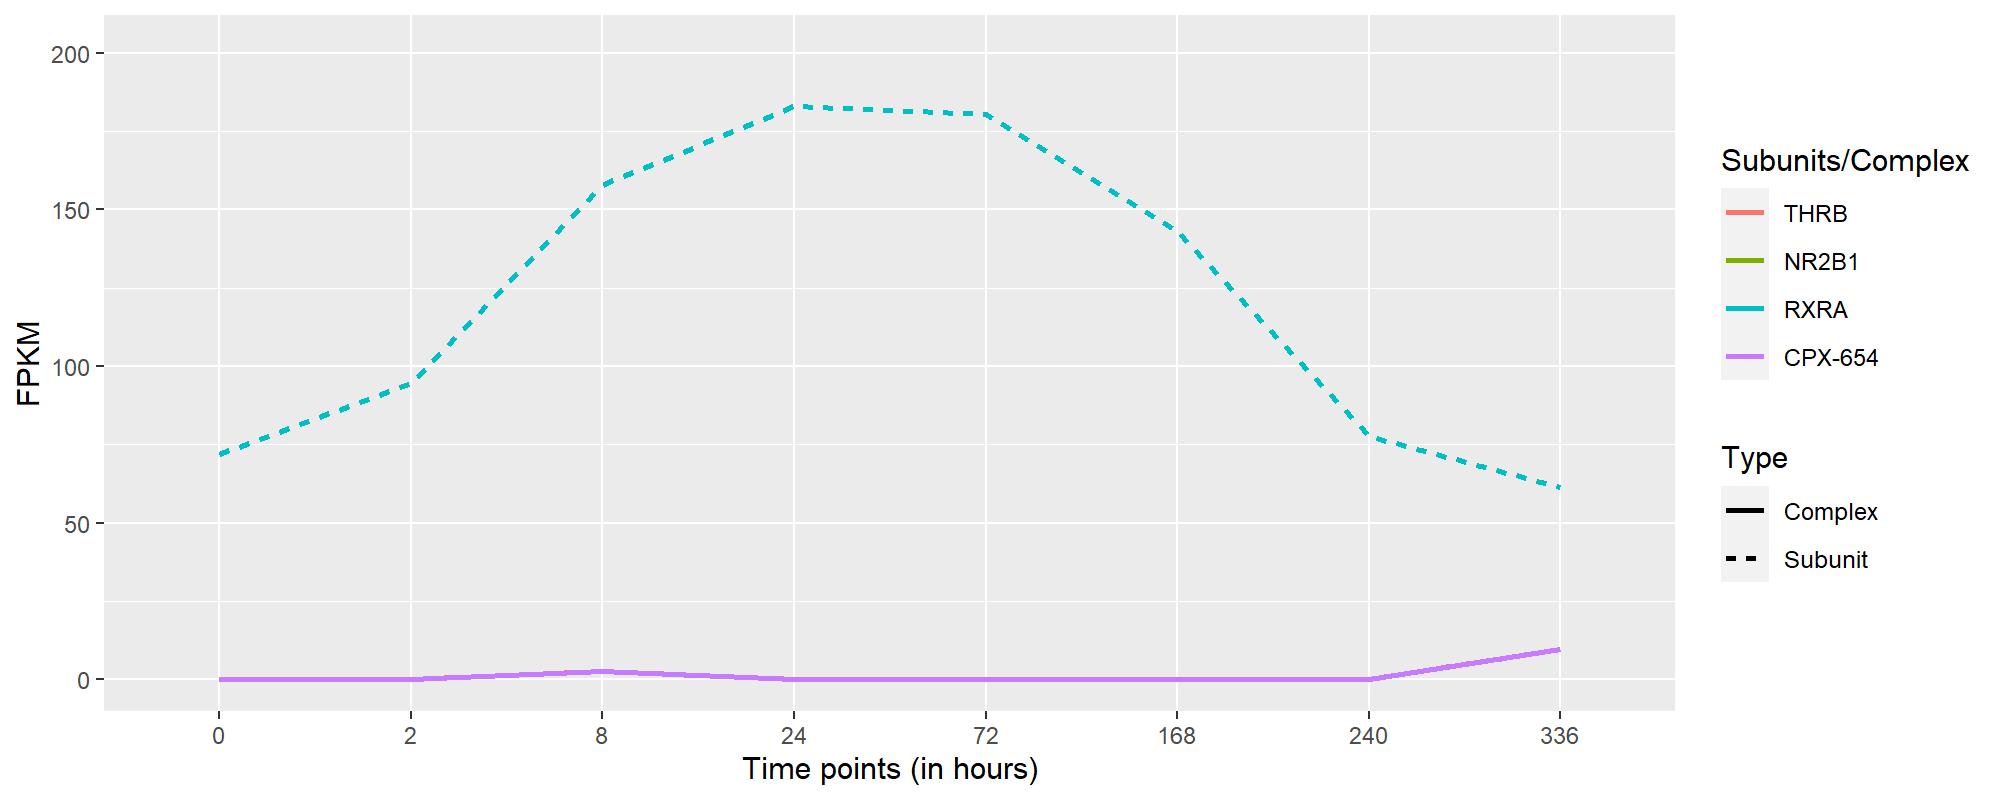 200
150
100
50
0
FPKM
0 2 8 24 72 168 240 336
Time points (in hours)
Subunits/Complex
THRB
NR2B1
RXRA
CPX-654
Type
Complex
Subunit